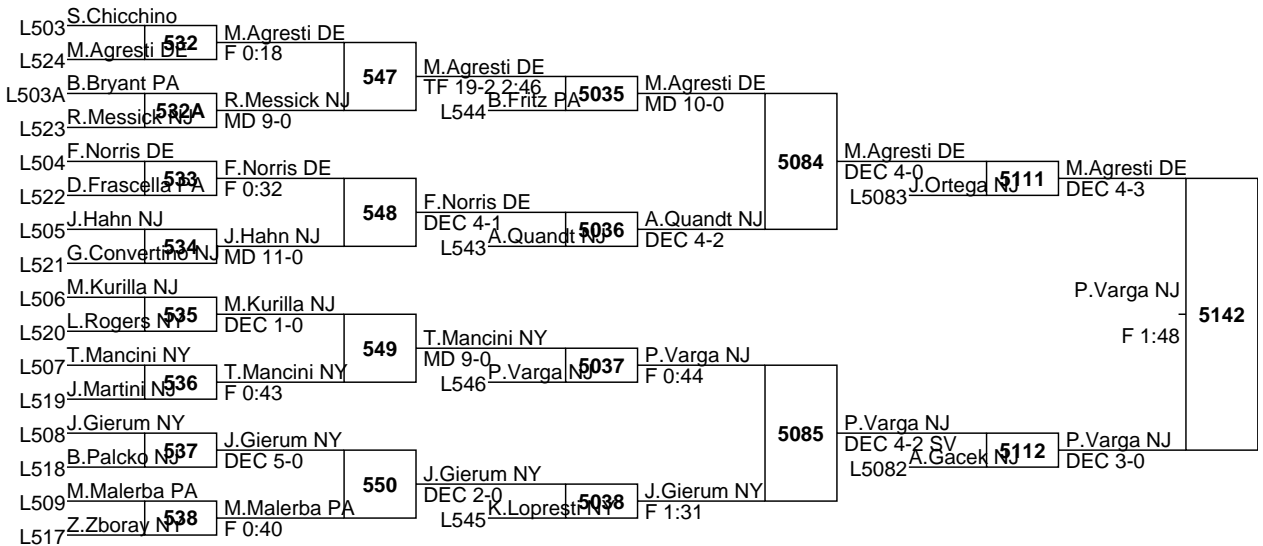 S.Chicchino
L503
532
M.Agresti DE
L524
M.Agresti DE
F 0:18
547
M.Agresti DE
TF 19-2 2:46
B.Bryant PA
L503A
532A
R.Messick NJ
L523
R.Messick NJ
MD 9-0
B.Fritz PA
L544
5035
M.Agresti DE
MD 10-0
F.Norris DE
L504
533
F.Norris DE
L522
D.Frascella PA
F 0:32
548
F.Norris DE
DEC 4-1
J.Hahn NJ
L505
534
J.Hahn NJ
L521
G.Convertino NJ
MD 11-0
A.Quandt NJ
L543
5036
A.Quandt NJ
DEC 4-2
5084
M.Agresti DE
DEC 4-0
J.Ortega NJ
L5083
5111
M.Agresti DE
DEC 4-3
M.Kurilla NJ
L506
535
M.Kurilla NJ
L520
L.Rogers NY
DEC 1-0
549
T.Mancini NY
MD 9-0
T.Mancini NY
L507
536
T.Mancini NY
L519
J.Martini NJ
F 0:43
P.Varga NJ
L546
5037
P.Varga NJ
F 0:44
P.Varga NJ
F 1:48
5142
J.Gierum NY
L508
537
J.Gierum NY
L518
B.Palcko NJ
DEC 5-0
550
J.Gierum NY
DEC 2-0
M.Malerba PA
L509
538
M.Malerba PA
L517
Z.Zboray NY
F 0:40
K.Lopresti NY
L545
5038
J.Gierum NY
F 1:31
5085
P.Varga NJ
DEC 4-2 SV
A.Gacek NJ
L5082
5112
P.Varga NJ
DEC 3-0